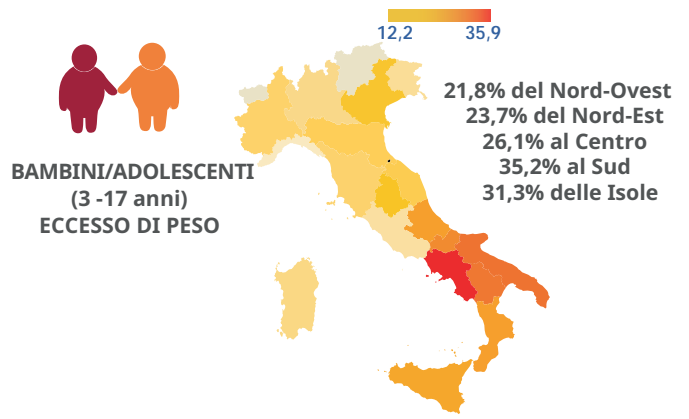 12,2 35,9
21,8% del Nord-Ovest
23,7% del Nord-Est
26,1% al Centro
35,2% al Sud
31,3% delle Isole
BAMBINI/ADOLESCENTI
(3 -17 anni)
ECCESSO DI PESO